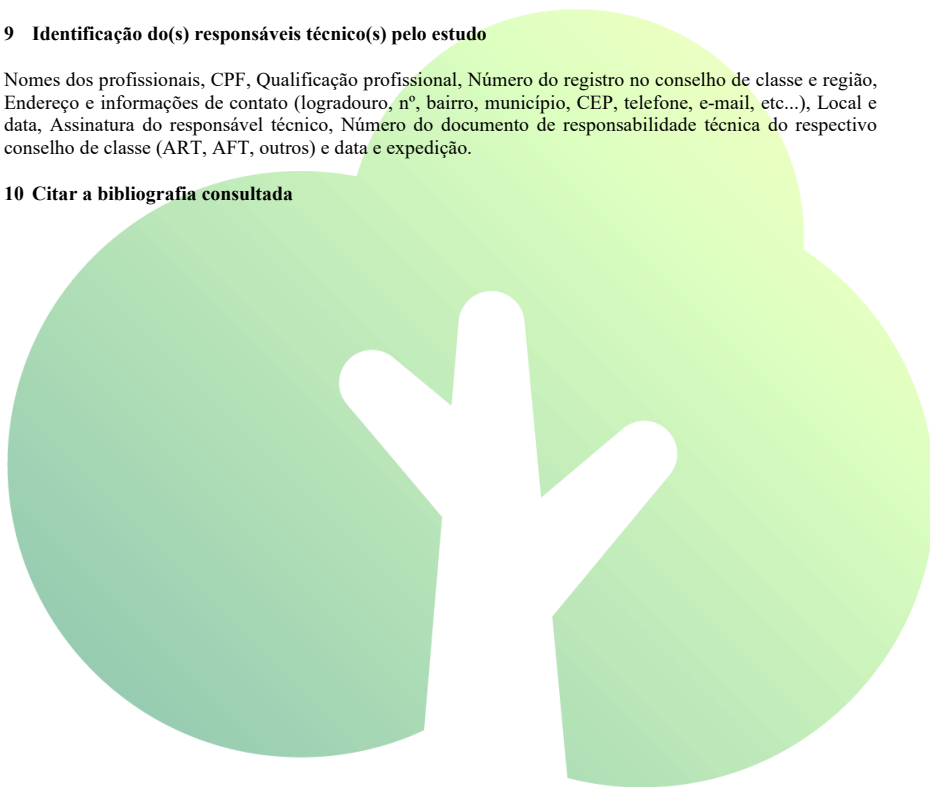 9 Identificação do(s) responsáveis técnico(s) pelo estudo
Nomes dos profissionais, CPF, Qualificação profissional, Número do registro no conselho de classe e região,
Endereço e informações de contato (logradouro, nº, bairro, município, CEP, telefone, e-mail, etc...), Local e
data, Assinatura do responsável técnico, Número do documento de responsabilidade técnica do respectivo
conselho de classe (ART, AFT, outros) e data e expedição.
10 Citar a bibliografia consultada